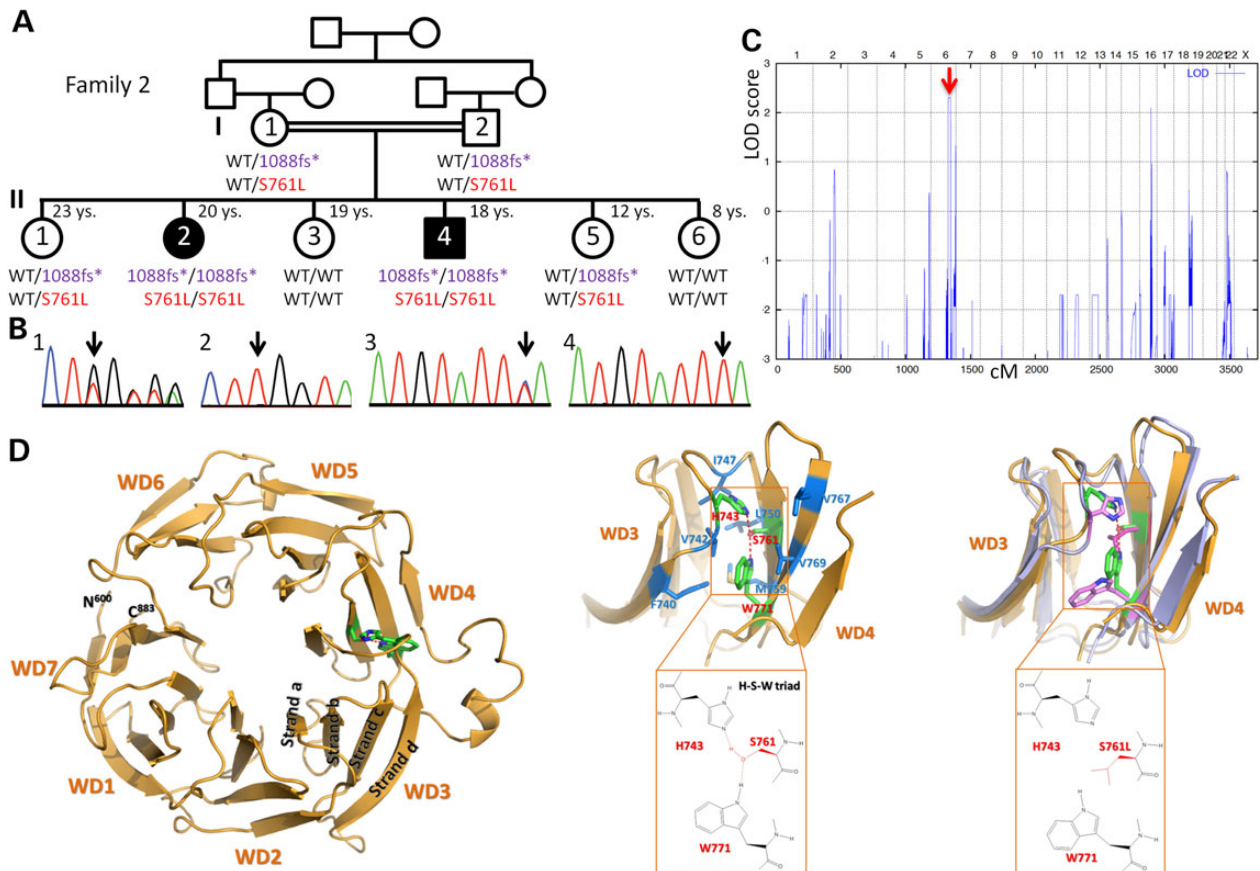 A
Family 2
I
1
2
WT/1088fs*
WT/S761L
WT/1088fs*
WT/S761L
II
23 ys.
20 ys.
19 ys.
18 ys.
12 ys.
8 ys.
1
2
3
4
5
6
WT/1088fs*
1088fs*/1088fs*
WT/WT
1088fs*/1088fs*
WT/1088fs*
WT/WT
WT/S761L
S761L/S761L
WT/WT
S761L/S761L
WT/S761L
WT/WT
B
1
2
3
4
C
1 2 3 4 5 6 7 8 9 10 11 12 13 14 15 16 17 18 19 20 21 22 X
LOD
LOD score
3
2
1
0
-1
-2
-3
0 500 1000 1500 2000 2500 3000 3500
cM
D
WD6
WD5
WD4
WD3
WD2
WD1
WD7
N600
C883
Strand a
Strand b
Strand c
Strand d
I747
V767
H743
L750
S761
WD3
V742
V769
M759
F740
W771
WD4
H-S-W triad
N
H
H
N
O
H743
S761
H
O
N
H
O
H
N
W771
N
H
O
WD3
WD4
H
N
O
N
H
N
H743
S761L
N
H
O
H
N
W771
N
H
O